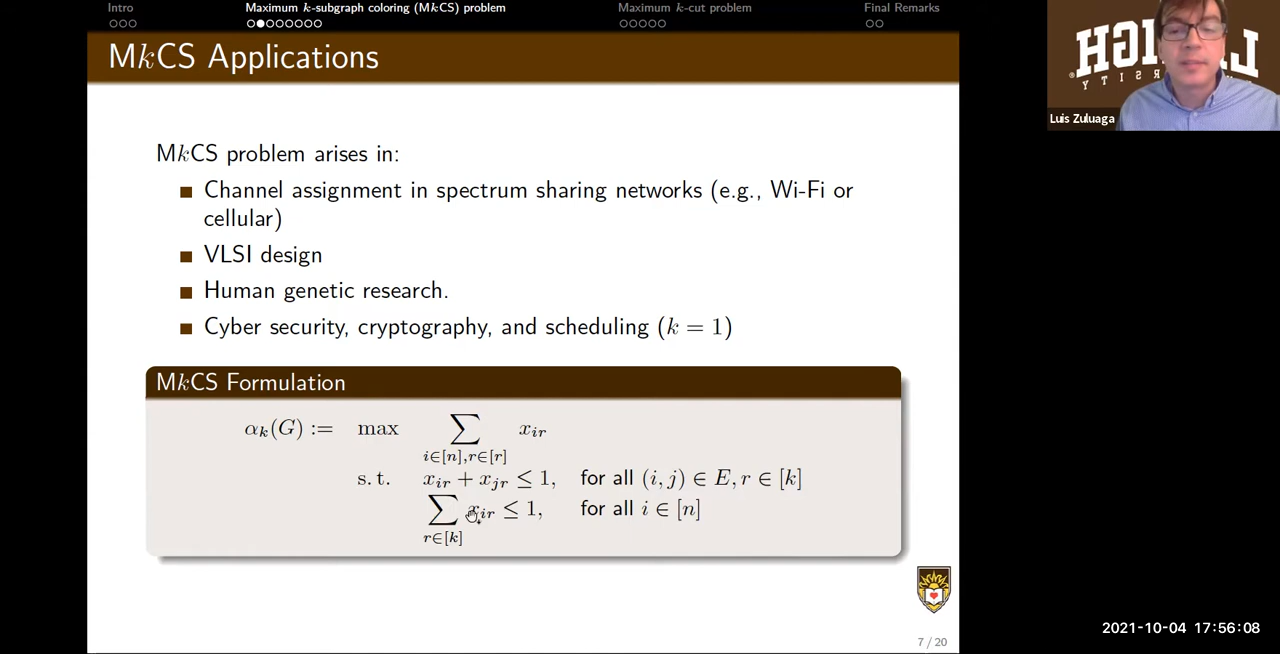 Intro
Maximum k-subgraph coloring (MkCS) problem
Maximum k-cut problem
Final Remarks
MkCS Applications
MkCS problem arises in:
Channel assignment in spectrum sharing networks (e.g., Wi-Fi or
cellular)
VLSI design
Human genetic research.
Cyber security, cryptography, and scheduling (k = 1)
MkCS Formulation
αₖ(G) := max ∑ xᵢᵣ
i∈[n],r∈[r]
s.t. xᵢᵣ + xⱼᵣ ≤ 1, for all (i, j) ∈ E, r ∈ [k]
∑ xᵢᵣ ≤ 1, for all i ∈ [n]
r∈[k]
7 / 20
Luis Zuluaga
2021-10-04 17:56:08